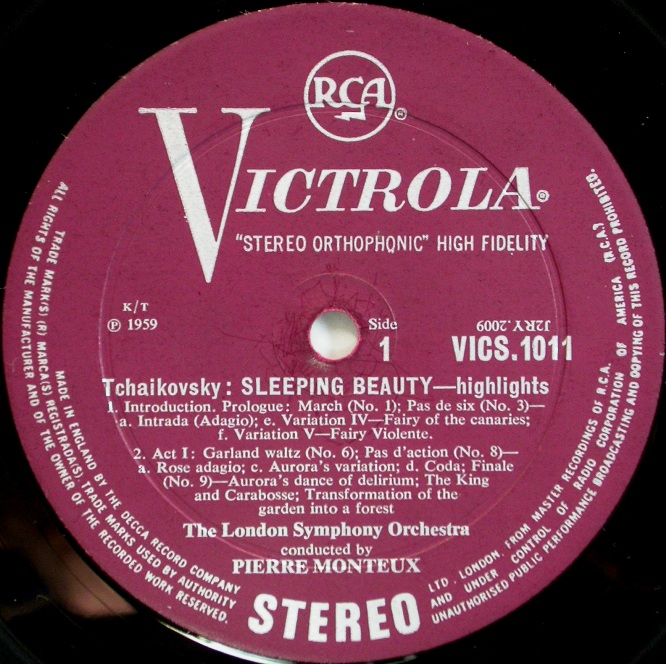 RCA
®
VICTROLA®
"STEREO ORTHOPHONIC" HIGH FIDELITY
K/T
℗ 1959
Side
1
J2RY.2009
VICS.1011
Tchaikovsky: SLEEPING BEAUTY—highlights
1. Introduction. Prologue: March (No. 1); Pas de six (No. 3)—
a. Intrada (Adagio); e. Variation IV—Fairy of the canaries;
f. Variation V—Fairy Violente.
2. Act I: Garland waltz (No. 6); Pas d'action (No. 8)—
a. Rose adagio; c. Aurora's variation; d. Coda; Finale
(No. 9)—Aurora's dance of delirium; The King
and Carabosse; Transformation of the
garden into a forest
The London Symphony Orchestra
conducted by
PIERRE MONTEUX
STEREO
TRADE MARK(S) (R) MARCA(S) REGISTRADA(S). TRADE MARKS USED BY AUTHORITY
ALL RIGHTS OF THE MANUFACTURER AND OF THE OWNER OF THE RECORDED WORK RESERVED.
MADE IN ENGLAND BY THE DECCA RECORD COMPANY
LTD. LONDON. FROM MASTER RECORDINGS OF R.C.A.
AND UNDER CONTROL OF RADIO CORPORATION OF AMERICA (R.C.A.)
UNAUTHORISED PUBLIC PERFORMANCE BROADCASTING AND COPYING OF THIS RECORD PROHIBITED.